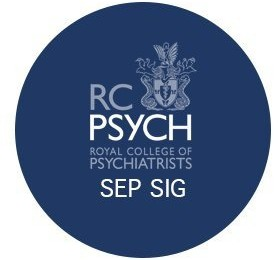 RC
PSYCH
ROYAL COLLEGE OF
PSYCHIATRISTS
SEP SIG